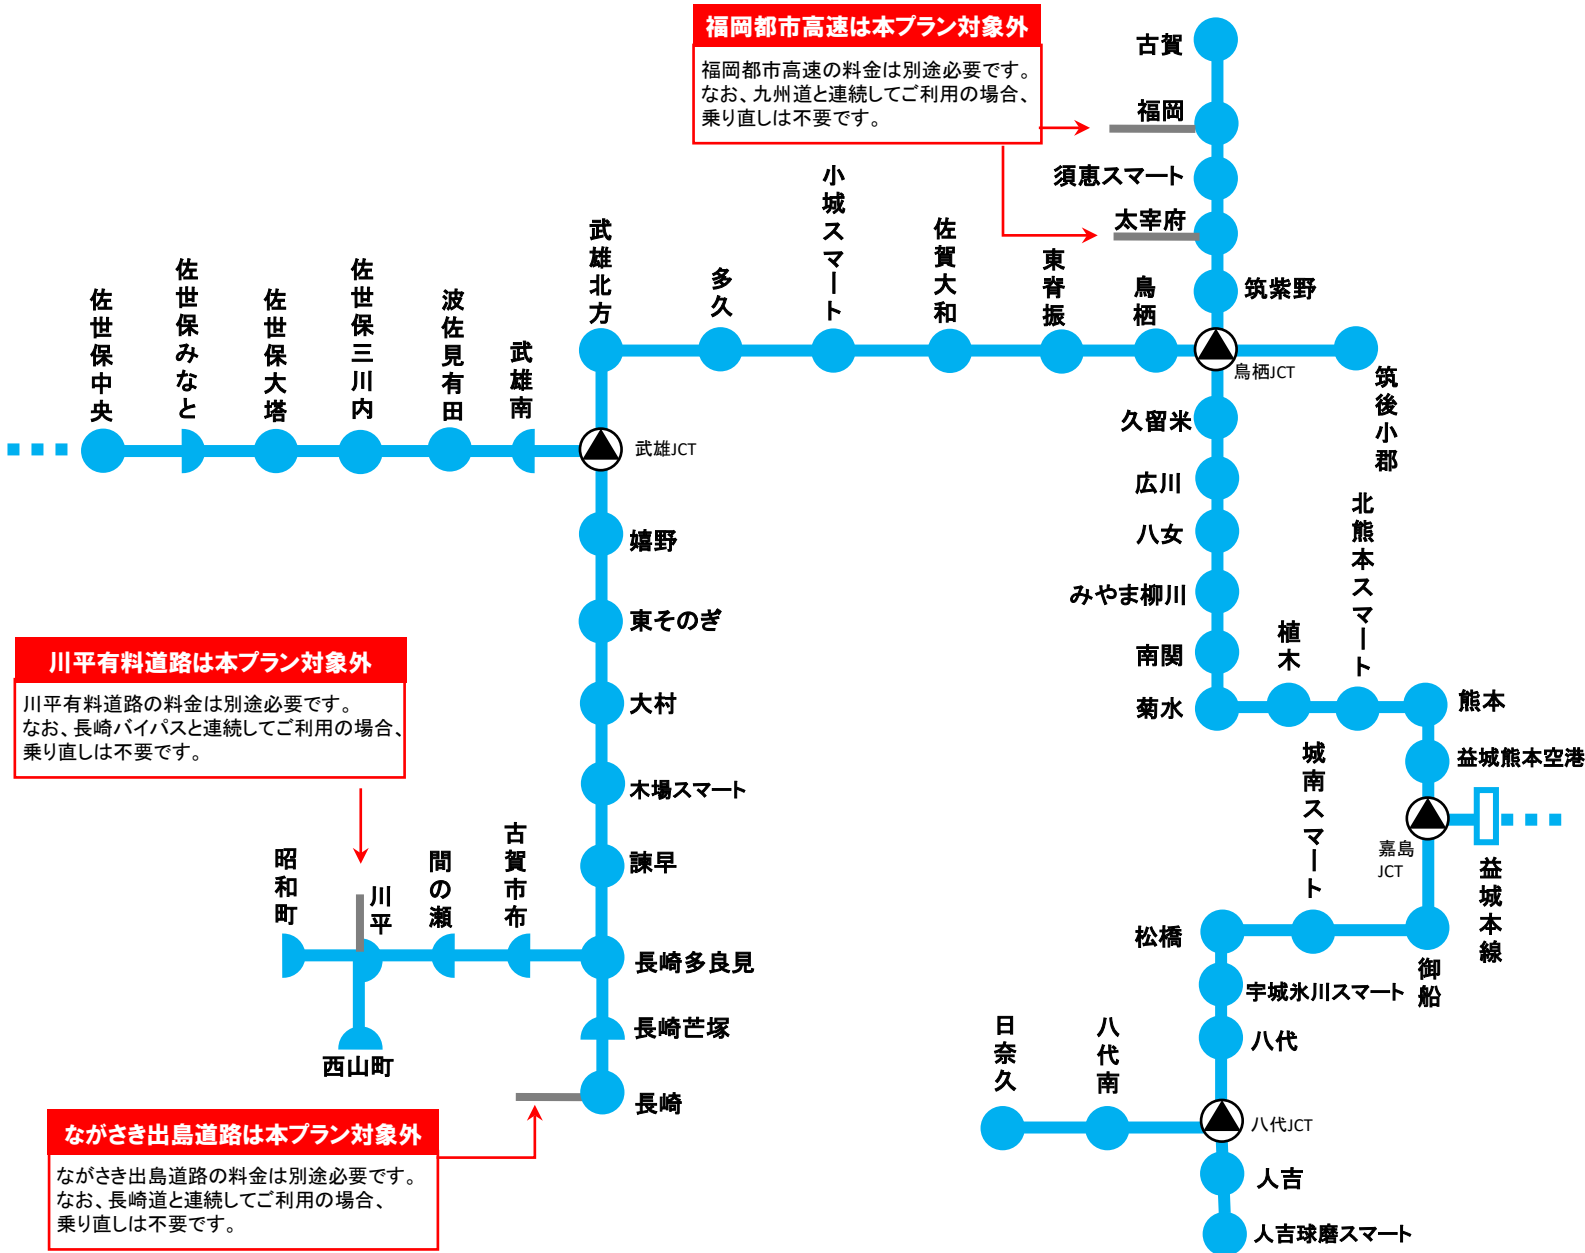 福岡都市高速は本プラン対象外
福岡都市高速の料金は別途必要です。
なお、九州道と連続してご利用の場合、
乗り直しは不要です。
古賀
福岡
須恵スマート
太宰府
筑紫野
鳥栖JCT
筑後小郡
鳥栖
東脊振
佐賀大和
小城スマート
多久
武雄北方
武雄JCT
武雄南
波佐見有田
佐世保三川内
佐世保大塔
佐世保みなと
佐世保中央
嬉野
東そのぎ
大村
木場スマート
諫早
長崎多良見
長崎芒塚
長崎
古賀市布
間の瀬
川平
昭和町
西山町
川平有料道路は本プラン対象外
川平有料道路の料金は別途必要です。
なお、長崎バイパスと連続してご利用の場合、
乗り直しは不要です。
ながさき出島道路は本プラン対象外
ながさき出島道路の料金は別途必要です。
なお、長崎道と連続してご利用の場合、
乗り直しは不要です。
久留米
広川
八女
みやま柳川
南関
菊水
植木
北熊本スマート
熊本
益城熊本空港
嘉島
JCT
益城本線
御船
城南スマート
松橋
宇城氷川スマート
八代
八代JCT
八代南
日奈久
人吉
人吉球磨スマート